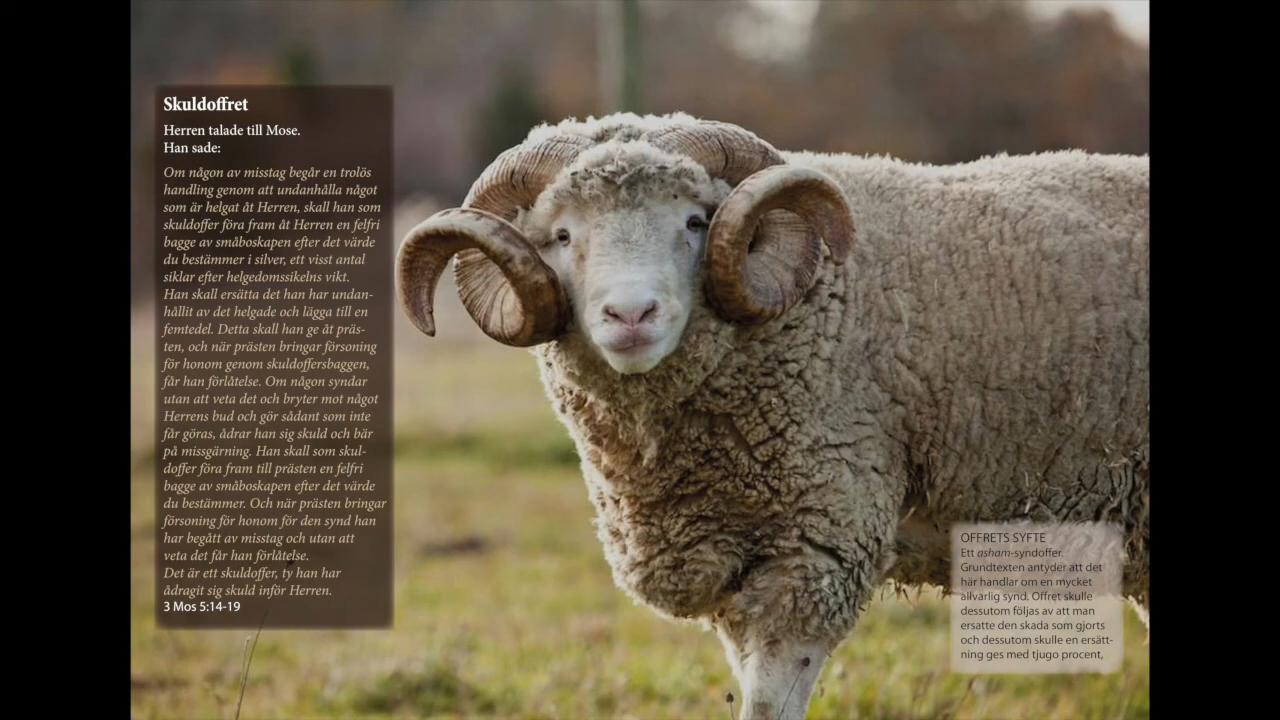 Skuldoffret
Herren talade till Mose.
Han sade:
Om någon av misstag begår en trolös
handling genom att undanhålla något
som är helgat åt Herren, skall han som
skuldoffer föra fram åt Herren en felfri
bagge av småboskapen efter det värde
du bestämmer i silver, ett visst antal
siklar efter helgedomssikelns vikt.
Han skall ersätta det han har undan-
hållit av det helgade och lägga till en
femtedel. Detta skall han ge åt präs-
ten, och när prästen bringar försoning
för honom genom skuldoffersbaggen,
får han förlåtelse. Om någon syndar
utan att veta det och bryter mot något
Herrens bud och gör sådant som inte
får göras, ådrar han sig skuld och bär
på missgärning. Han skall som skul-
doffer föra fram till prästen en felfri
bagge av småboskapen efter det värde
du bestämmer. Och när prästen bringar
försoning för honom för den synd han
har begått av misstag och utan att
veta det får han förlåtelse.
Det är ett skuldoffer, ty han har
ådragit sig skuld inför Herren.
3 Mos 5:14-19
OFFRETS SYFTE
Ett asham-syndoffer.
Grundtexten antyder att det
här handlar om en mycket
allvarlig synd. Offret skulle
dessutom följas av att man
ersatte den skada som gjorts
och dessutom skulle en ersätt-
ning ges med tjugo procent,